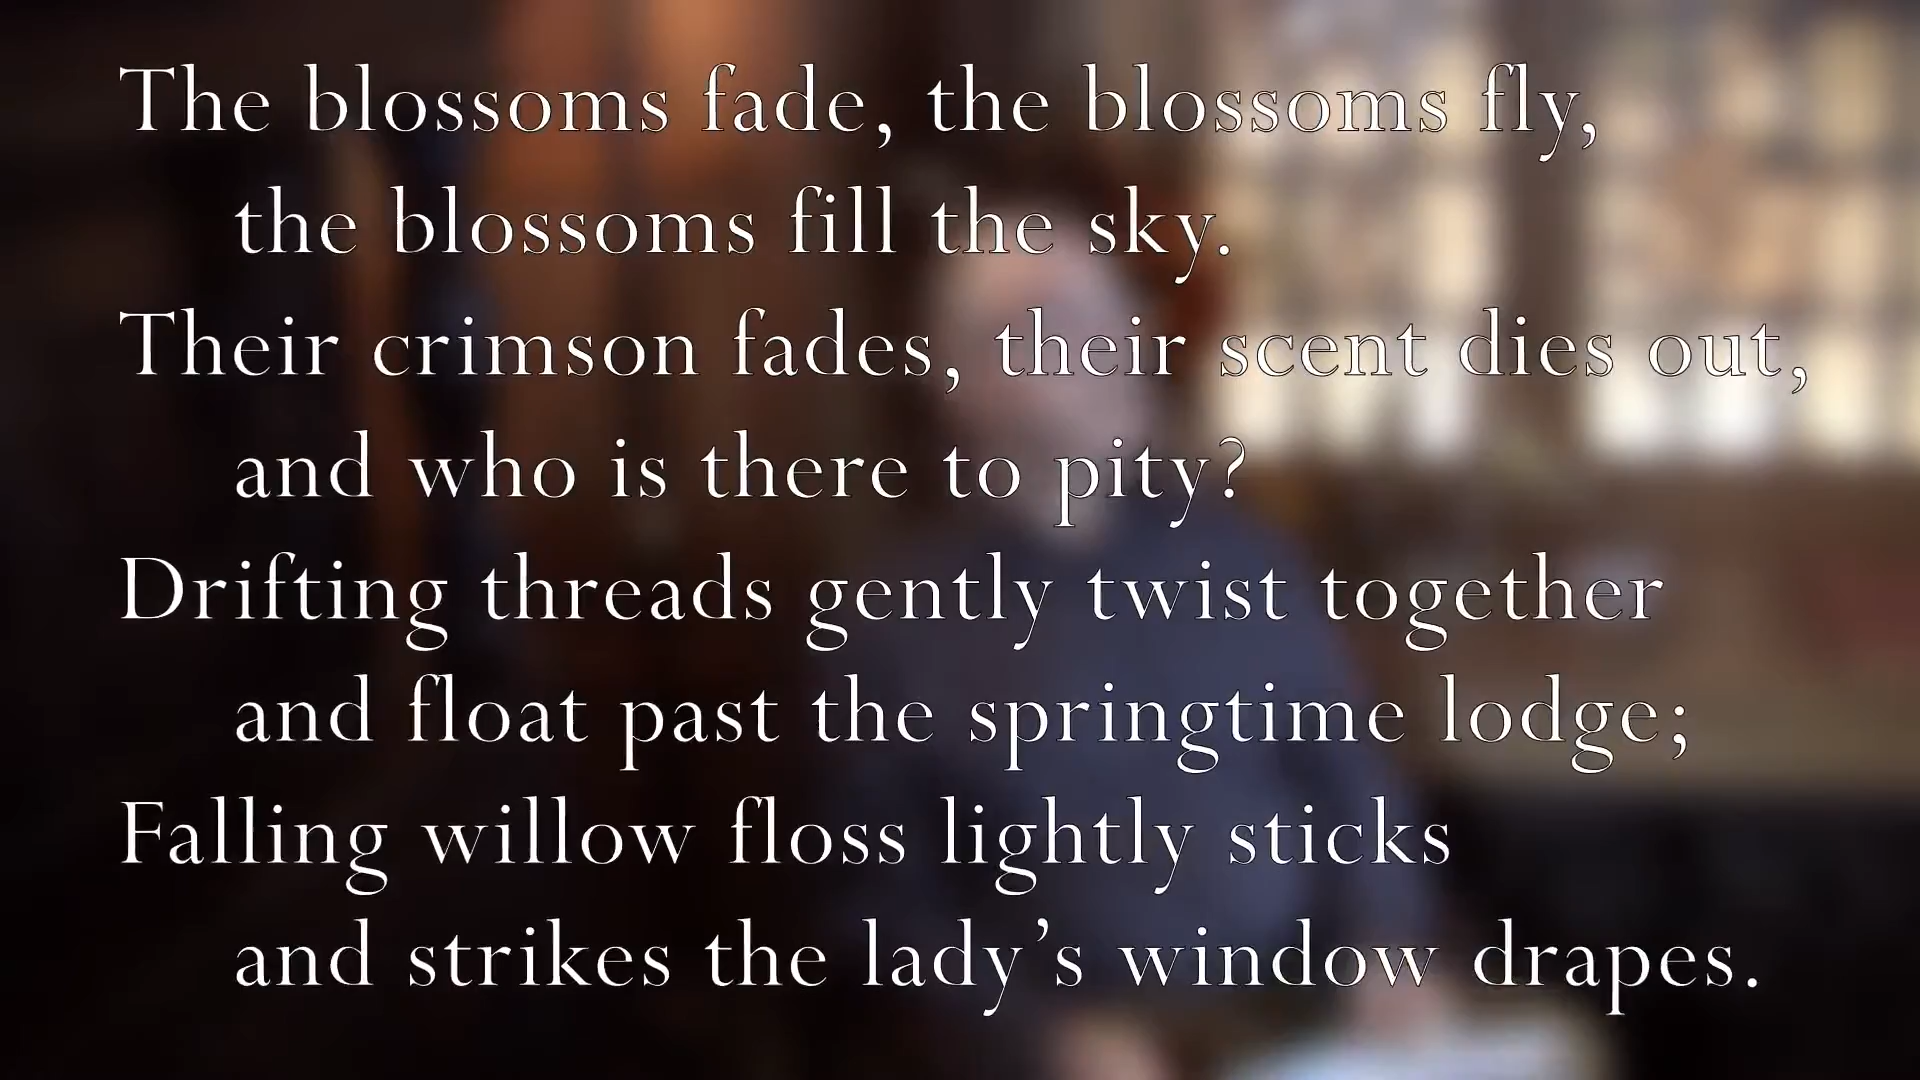 The blossoms fade, the blossoms fly,
the blossoms fill the sky.
Their crimson fades, their scent dies out,
and who is there to pity?
Drifting threads gently twist together
and float past the springtime lodge;
Falling willow floss lightly sticks
and strikes the lady’s window drapes.